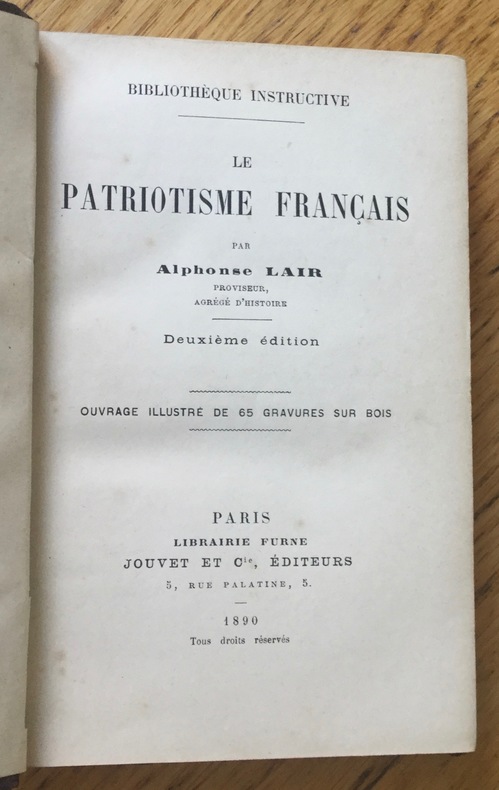 BIBLIOTHÈQUE INSTRUCTIVE
LE
PATRIOTISME FRANÇAIS
PAR
Alphonse LAIR
PROVISEUR,
AGRÉGÉ D'HISTOIRE
Deuxième édition
OUVRAGE ILLUSTRÉ DE 65 GRAVURES SUR BOIS
PARIS
LIBRAIRIE FURNE
JOUVET ET Cie, ÉDITEURS
5, RUE PALATINE, 5.
1890
Tous droits réservés